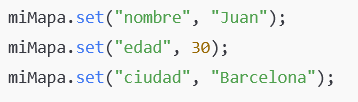 miMapa.set("nombre", "Juan");
miMapa.set("edad", 30);
miMapa.set("ciudad", "Barcelona");